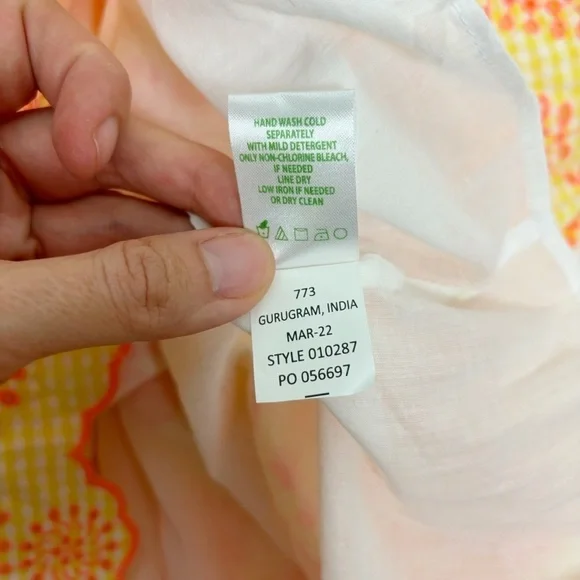 HAND WASH COLD
SEPARATELY
WITH MILD DETERGENT
ONLY NON-CHLORINE BLEACH,
IF NEEDED
LINE DRY
LOW IRON IF NEEDED
OR DRY CLEAN
773
GURUGRAM, INDIA
MAR-22
STYLE 010287
PO 056697